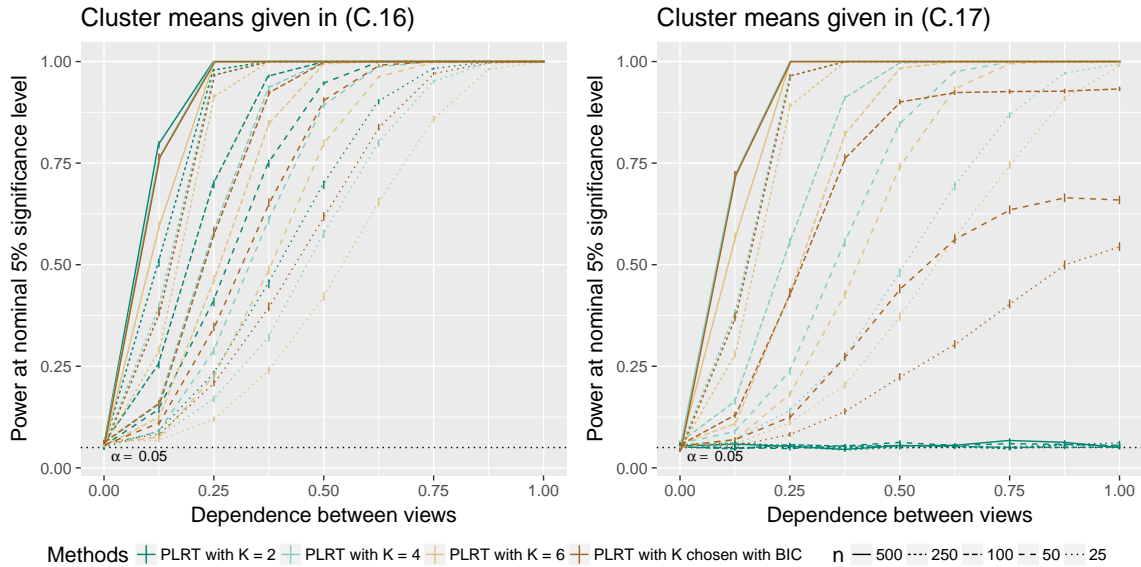 Cluster means given in (C.16)
Power at nominal 5% significance level
1.00
0.75
0.50
0.25
0.00
α = 0.05
0.00 0.25 0.50 0.75 1.00
Dependence between views
Cluster means given in (C.17)
Power at nominal 5% significance level
1.00
0.75
0.50
0.25
0.00
α = 0.05
0.00 0.25 0.50 0.75 1.00
Dependence between views
Methods PLRT with K = 2 PLRT with K = 4 PLRT with K = 6 PLRT with K chosen with BIC n 500 250 100 50 25